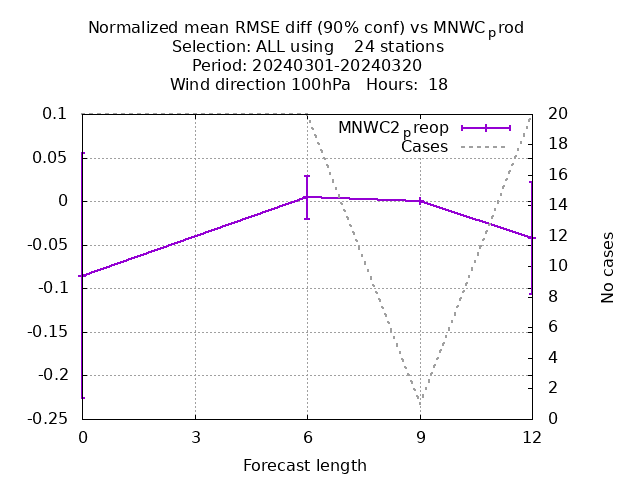 Normalized mean RMSE diff (90% conf) vs MNWCprod
Selection: ALL using    24 stations
Period: 20240301-20240320
Wind direction 100hPa   Hours:  18
MNWC2preop
Cases
0.1
0.05
0
-0.05
-0.1
-0.15
-0.2
-0.25
20
18
16
14
12
10
8
6
4
2
0
No cases
0 3 6 9 12
Forecast length